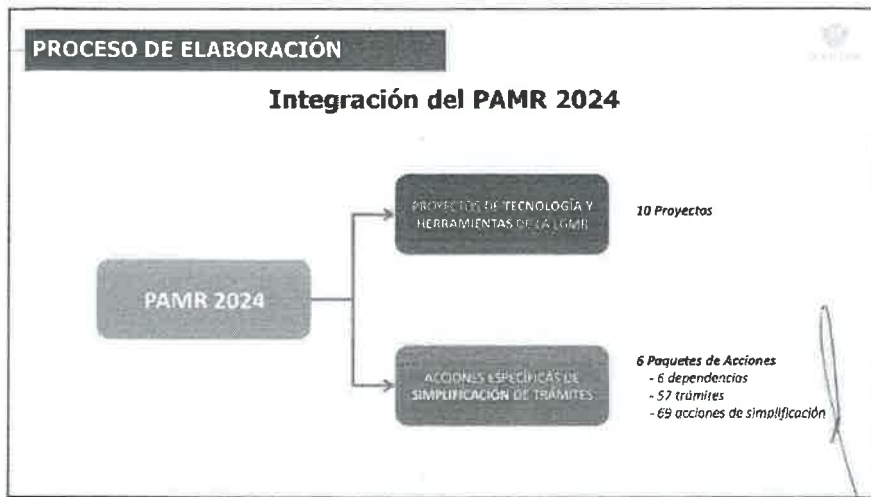 PROCESO DE ELABORACIÓN
Integración del PAMR 2024
PROYECTOS DE TECNOLOGÍA Y
HERRAMIENTAS DE LA LGMR
10 Proyectos
PAMR 2024
ACCIONES ESPECÍFICAS DE
SIMPLIFICACIÓN DE TRÁMITES
6 Paquetes de Acciones
- 6 dependencias
- 57 trámites
- 69 acciones de simplificación